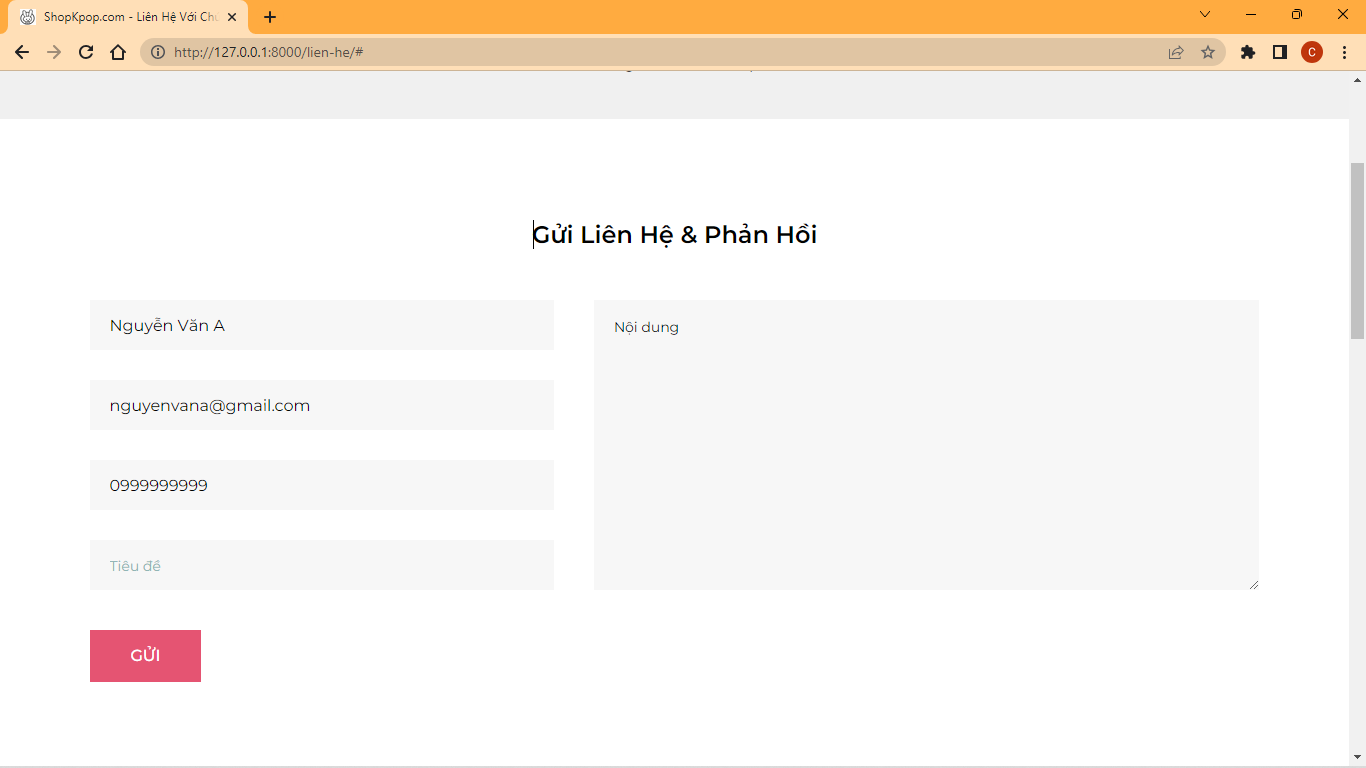 ShopKpop.com - Liên Hệ Với Chú
http://127.0.0.1:8000/lien-he/#
C
Gửi Liên Hệ & Phản Hồi
Nguyễn Văn A
Nội dung
nguyenvana@gmail.com
0999999999
Tiêu đề
GỬI